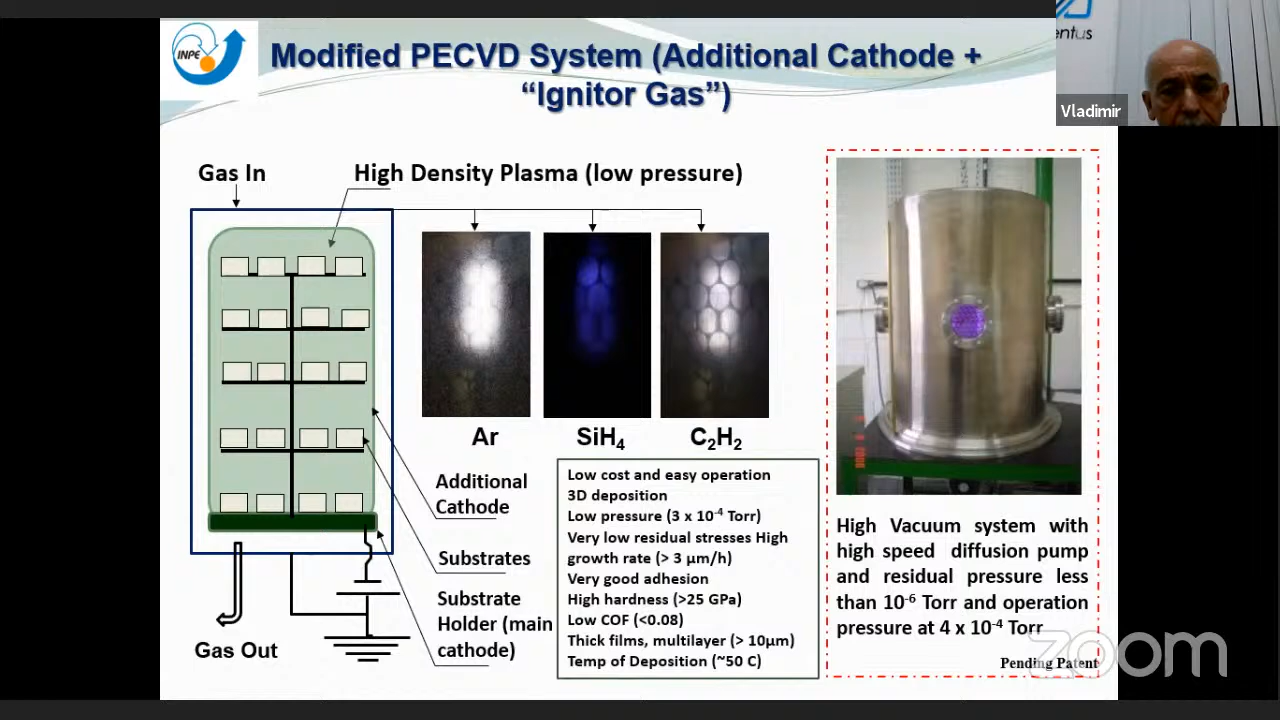 INPE
Modified PECVD System (Additional Cathode +
“Ignitor Gas”)
entus
Vladimir
Gas In
High Density Plasma (low pressure)
Ar
SiH4
C2H2
Additional
Cathode
Substrates
Substrate
Holder (main
cathode)
Gas Out
Low cost and easy operation
3D deposition
Low pressure (3 x 10-4 Torr)
Very low residual stresses High
growth rate (> 3 µm/h)
Very good adhesion
High hardness (>25 GPa)
Low COF (<0.08)
Thick films, multilayer (> 10µm)
Temp of Deposition (~50 C)
High Vacuum system with
high speed diffusion pump
and residual pressure less
than 10-6 Torr and operation
pressure at 4 x 10-4 Torr
Pending Patent
zoom